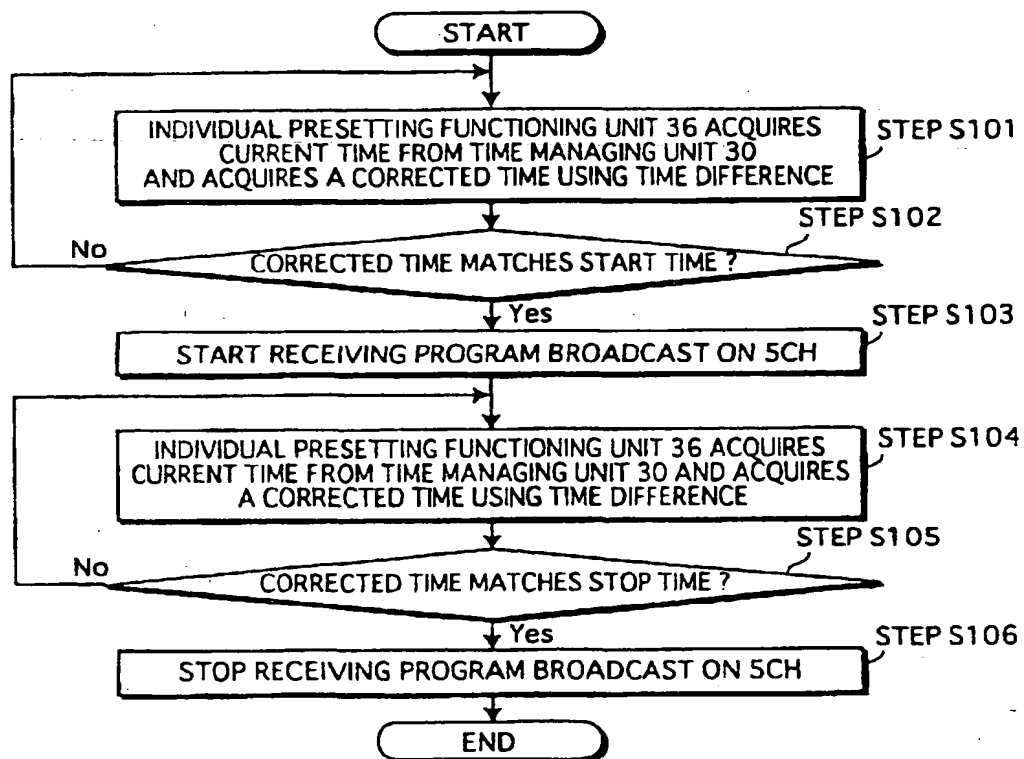 START
INDIVIDUAL PRESETTING FUNCTIONING UNIT 36 ACQUIRES
CURRENT TIME FROM TIME MANAGING UNIT 30
AND ACQUIRES A CORRECTED TIME USING TIME DIFFERENCE
STEP S101
STEP S102
No
CORRECTED TIME MATCHES START TIME ?
Yes
STEP S103
START RECEIVING PROGRAM BROADCAST ON 5CH
INDIVIDUAL PRESETTING FUNCTIONING UNIT 36 ACQUIRES
CURRENT TIME FROM TIME MANAGING UNIT 30 AND ACQUIRES
A CORRECTED TIME USING TIME DIFFERENCE
STEP S104
STEP S105
No
CORRECTED TIME MATCHES STOP TIME ?
Yes
STEP S106
STOP RECEIVING PROGRAM BROADCAST ON 5CH
END